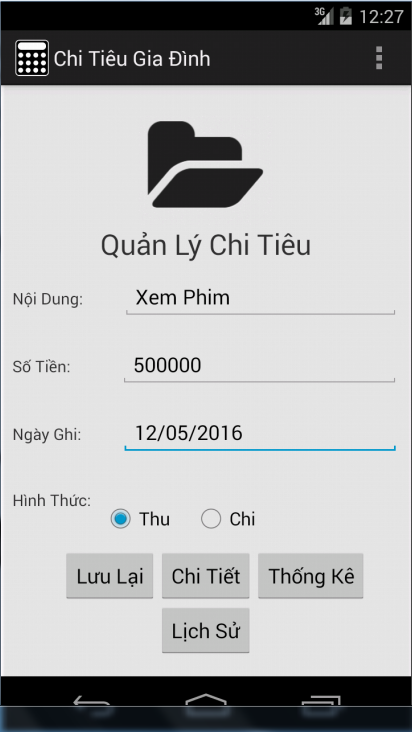 3G 12:27
Chi Tiêu Gia Đình
Quản Lý Chi Tiêu
Nội Dung: Xem Phim
Số Tiền: 500000
Ngày Ghi: 12/05/2016
Hình Thức: Thu Chi
Lưu Lại Chi Tiết Thống Kê
Lịch Sử